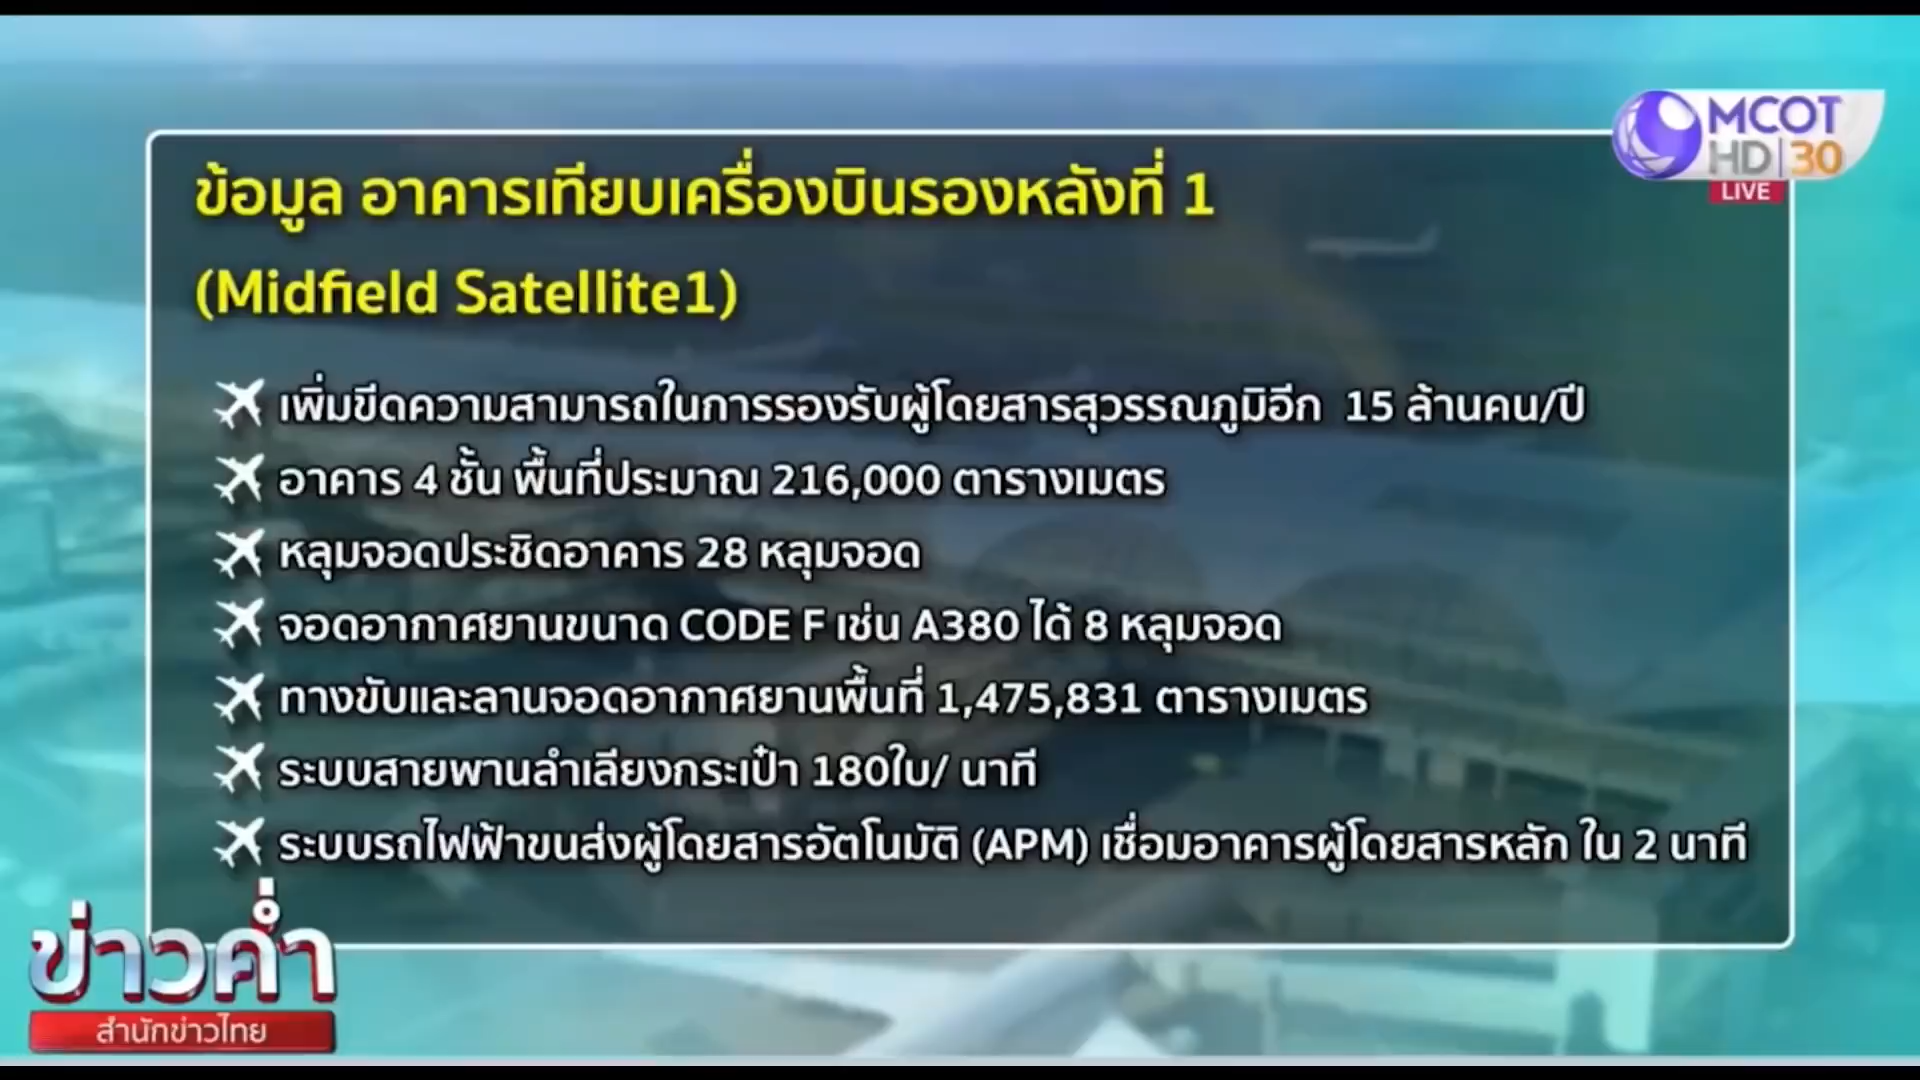 MCOT
HD 30
LIVE
ข้อมูล อาคารเทียบเครื่องบินรองหลังที่ 1
(Midfield Satellite1)
เพิ่มขีดความสามารถในการรองรับผู้โดยสารสุวรรณภูมิอีก 15 ล้านคน/ปี
อาคาร 4 ชั้น พื้นที่ประมาณ 216,000 ตารางเมตร
หลุมจอดประชิดอาคาร 28 หลุมจอด
จอดอากาศยานขนาด CODE F เช่น A380 ได้ 8 หลุมจอด
ทางขับและลานจอดอากาศยานพื้นที่ 1,475,831 ตารางเมตร
ระบบสายพานลำเลียงกระเป๋า 180ใบ/ นาที
ระบบรถไฟฟ้าขนส่งผู้โดยสารอัตโนมัติ (APM) เชื่อมอาคารผู้โดยสารหลัก ใน 2 นาที
ข่าวค่ำ
สำนักข่าวไทย